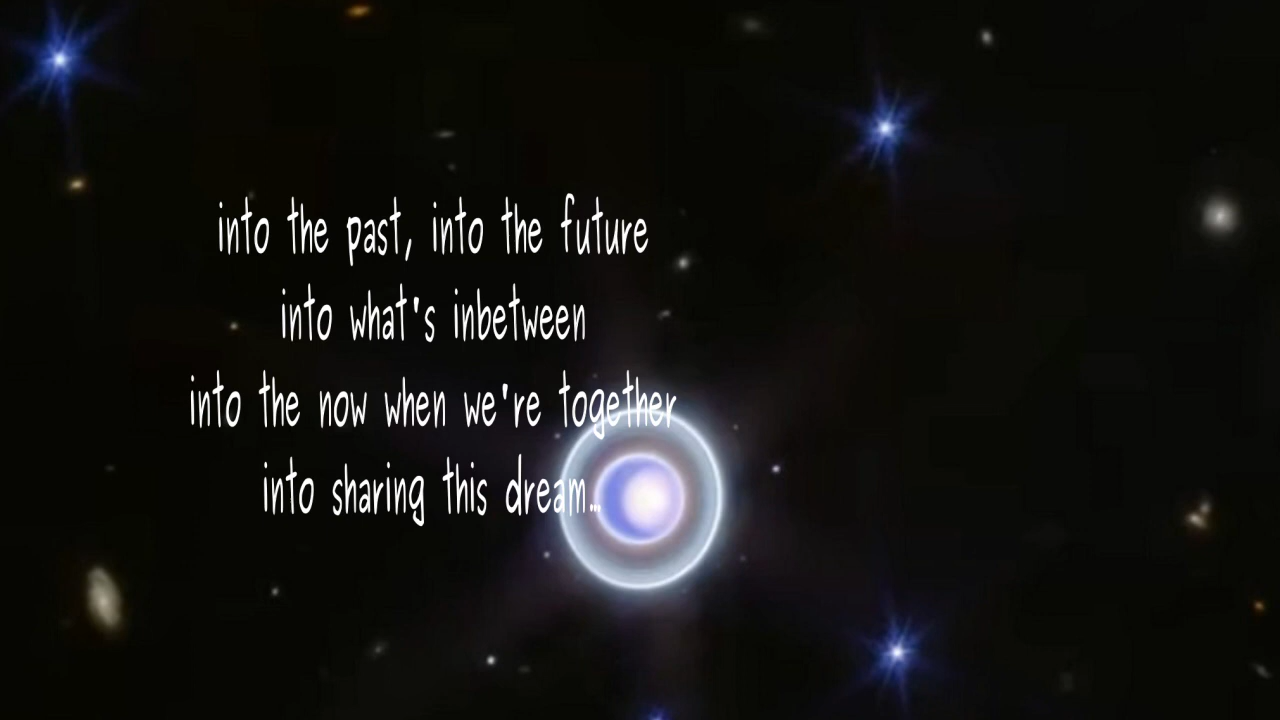 into the past, into the future
into what's inbetween
into the now when we're together
into sharing this dream...